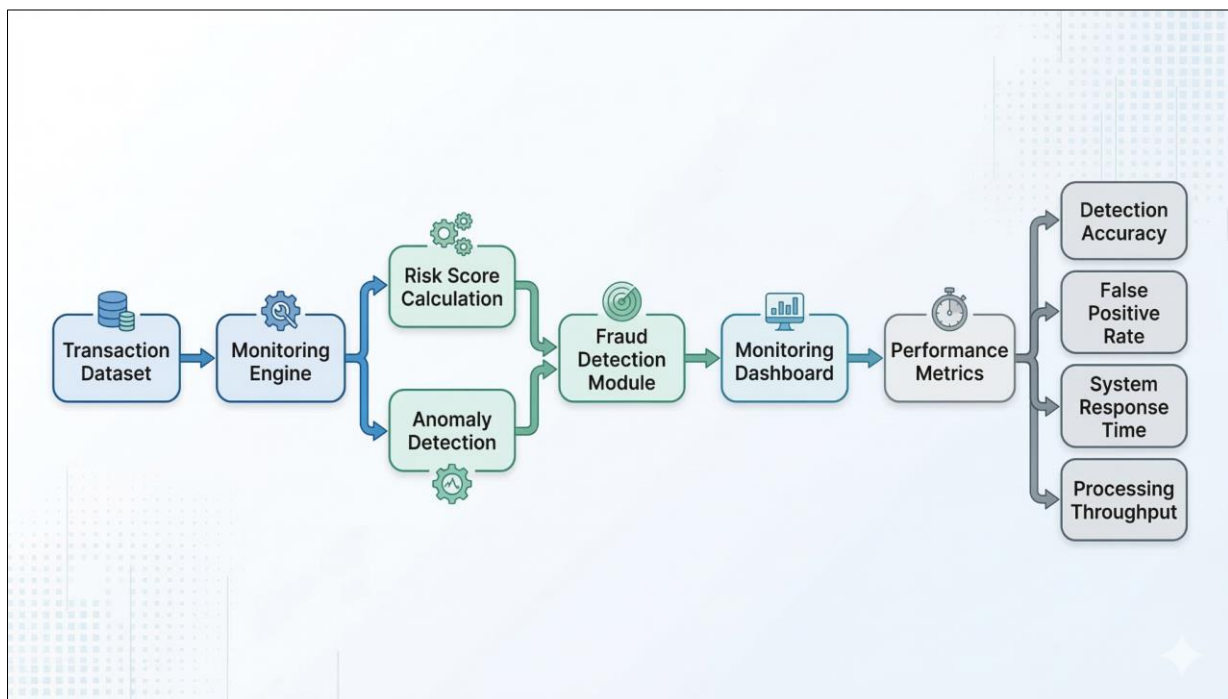 Transaction
Dataset
Monitoring
Engine
Risk Score
Calculation
Anomaly
Detection
Fraud
Detection
Module
Monitoring
Dashboard
Performance
Metrics
Detection
Accuracy
False
Positive
Rate
System
Response
Time
Processing
Throughput